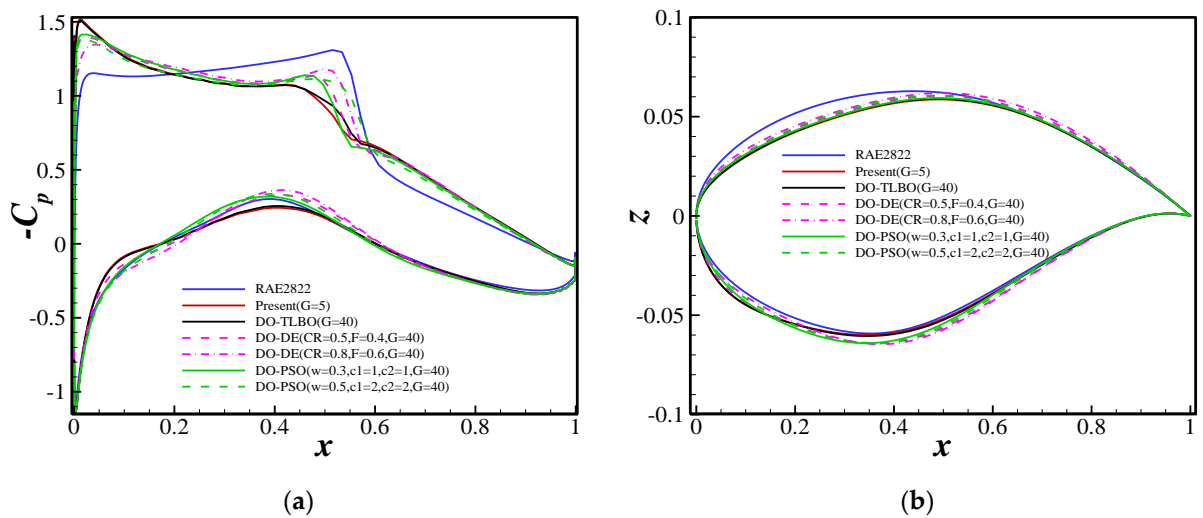 1.5
1
0.5
0
-0.5
-1
-C_p
RAE2822
Present(G=5)
DO-TLBO(G=40)
DO-DE(CR=0.5,F=0.4,G=40)
DO-DE(CR=0.8,F=0.6,G=40)
DO-PSO(w=0.3,c1=1,c2=1,G=40)
DO-PSO(w=0.5,c1=2,c2=2,G=40)
0 0.2 0.4 0.6 0.8 1
x
(a)
0.1
0.05
0
-0.05
-0.1
z
RAE2822
Present(G=5)
DO-TLBO(G=40)
DO-DE(CR=0.5,F=0.4,G=40)
DO-DE(CR=0.8,F=0.6,G=40)
DO-PSO(w=0.3,c1=1,c2=1,G=40)
DO-PSO(w=0.5,c1=2,c2=2,G=40)
0 0.2 0.4 0.6 0.8 1
x
(b)